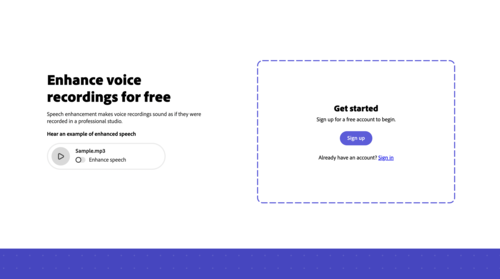 Enhance voice
recordings for free
Speech enhancement makes voice recordings sound as if they were
recorded in a professional studio.
Hear an example of enhanced speech
Sample.mp3
Enhance speech
Get started
Sign up for a free account to begin.
Sign up
Already have an account? Sign in